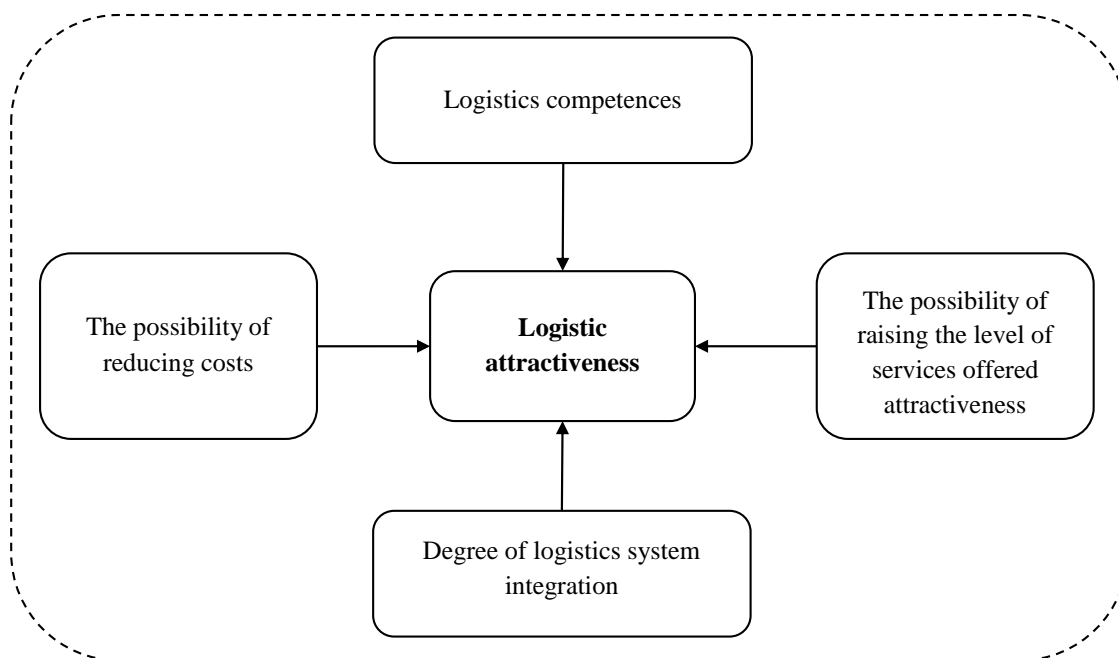 Logistics competences
The possibility of
reducing costs
Logistic
attractiveness
The possibility of
raising the level of
services offered
attractiveness
Degree of logistics system
integration